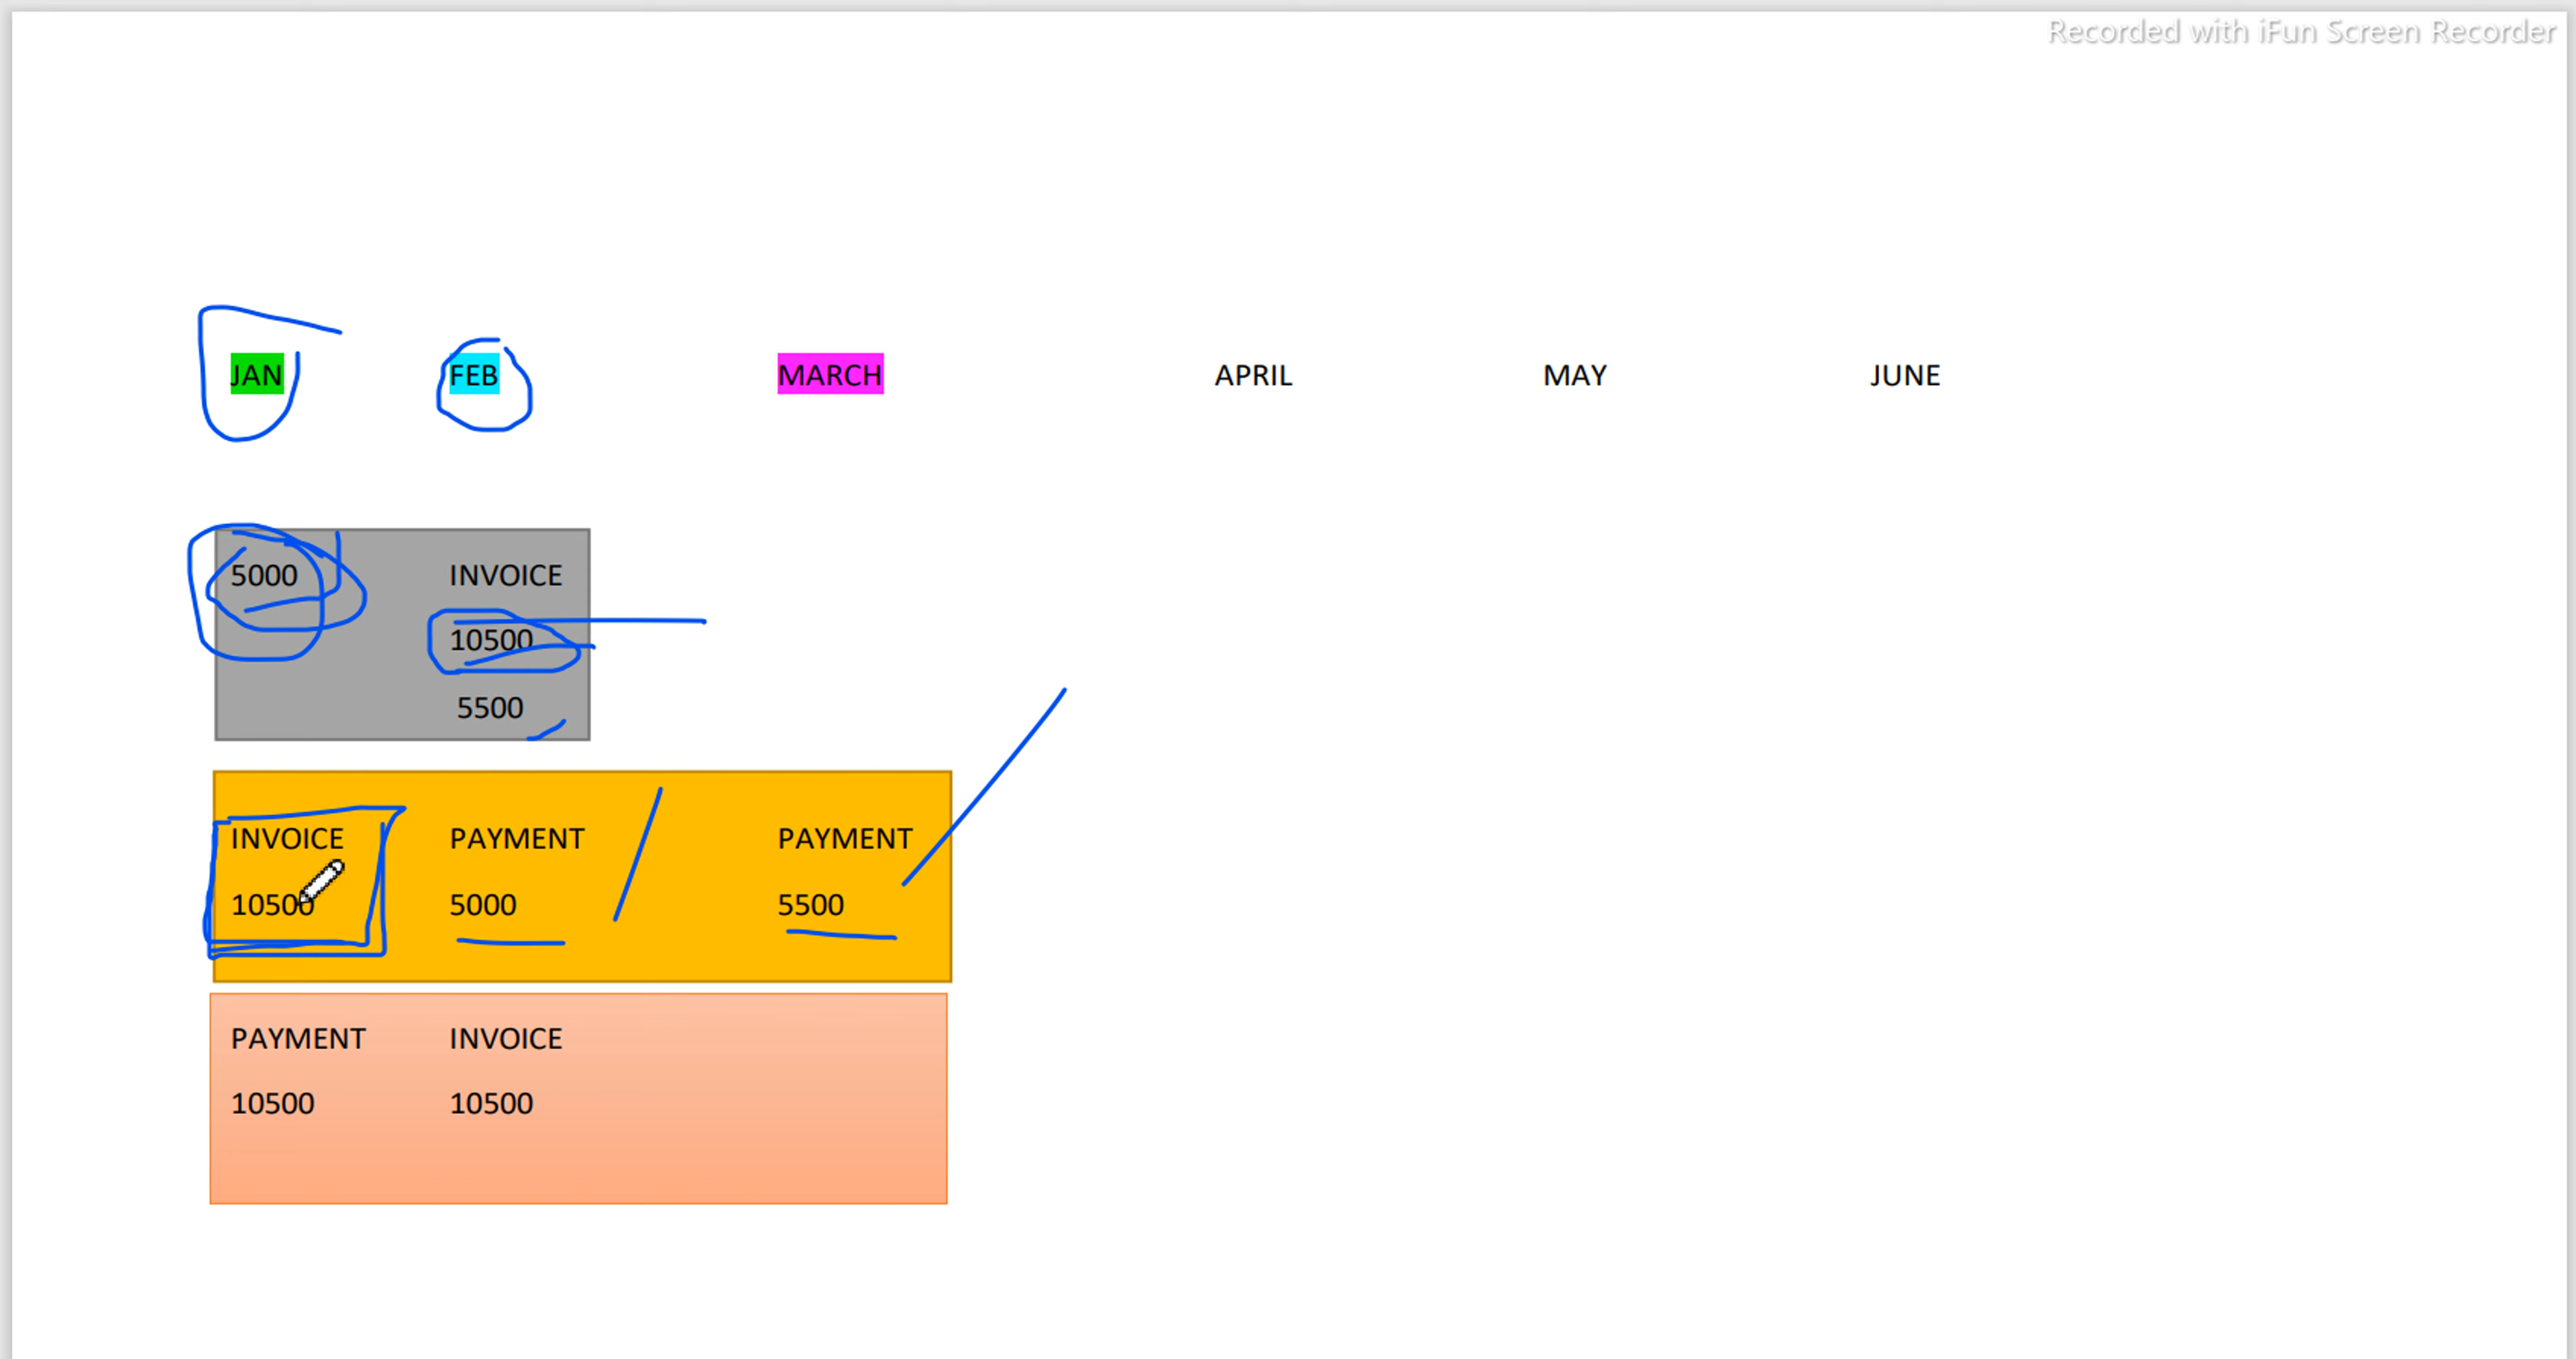 Recorded with iFun Screen Recorder
JAN FEB MARCH APRIL MAY JUNE
5000 INVOICE
10500
5500
INVOICE PAYMENT PAYMENT
10500 5000 5500
PAYMENT INVOICE
10500 10500